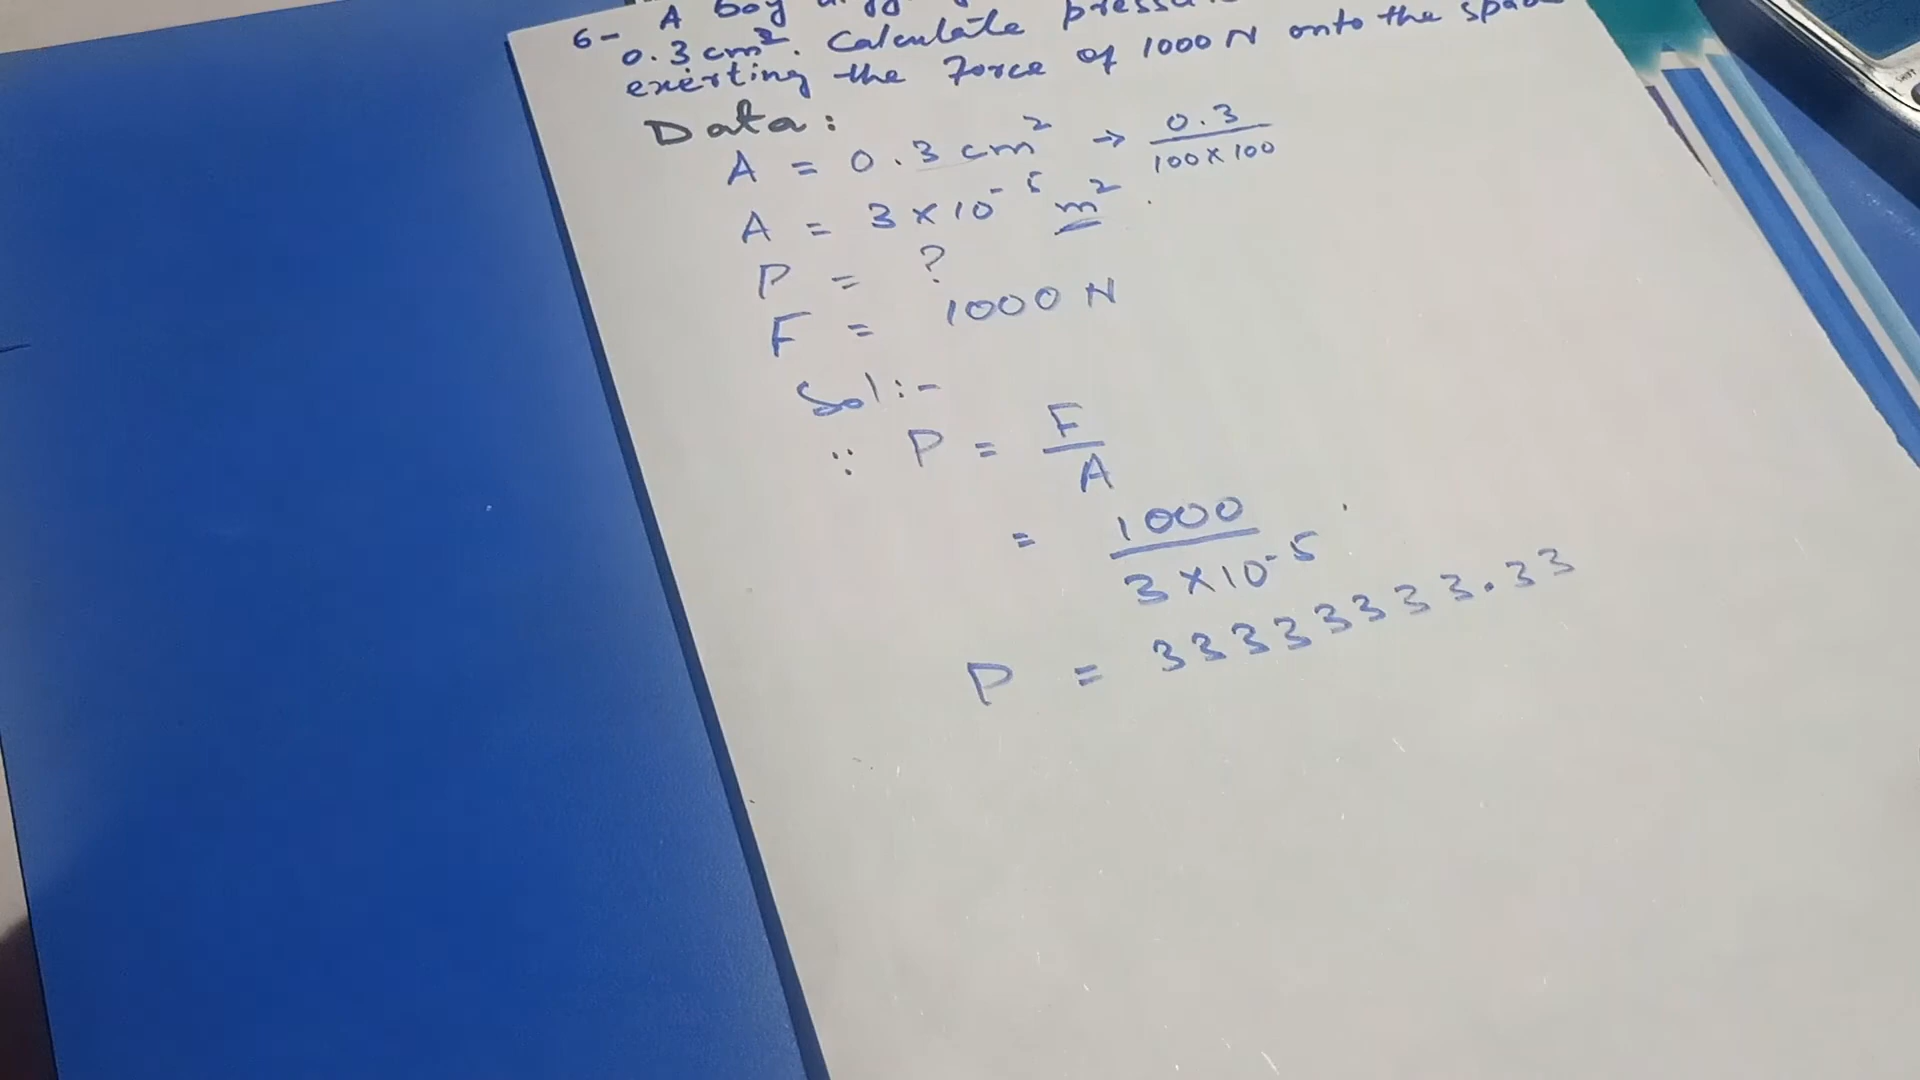 6- A boy
0.3 cm². Calculate
exerting the Force of 1000 N onto the
Data:
A = 0.3 cm² → 0.3 / 100 × 100
A = 3 × 10⁻⁵ m²
P = ?
F = 1000 N
Sol:-
∵ P = F / A
= 1000 / 3 × 10⁻⁵
P = 33333333.33